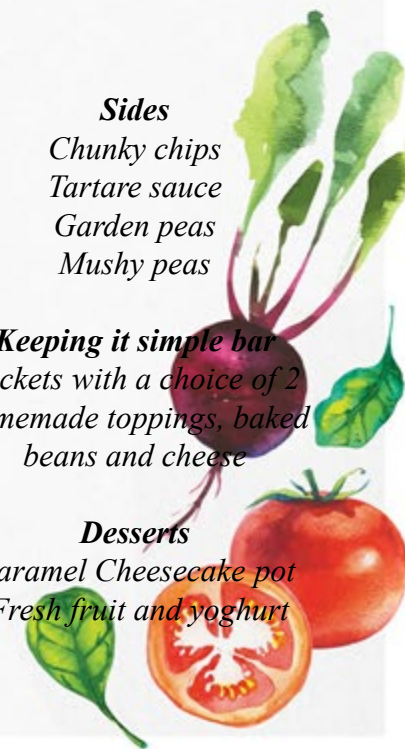 Sides
Chunky chips
Tartare sauce
Garden peas
Mushy peas
Keeping it simple bar
with a choice of 2
toppings, baked
beans and cheese
Desserts
Cheesecake pot
Fresh fruit and yoghurt